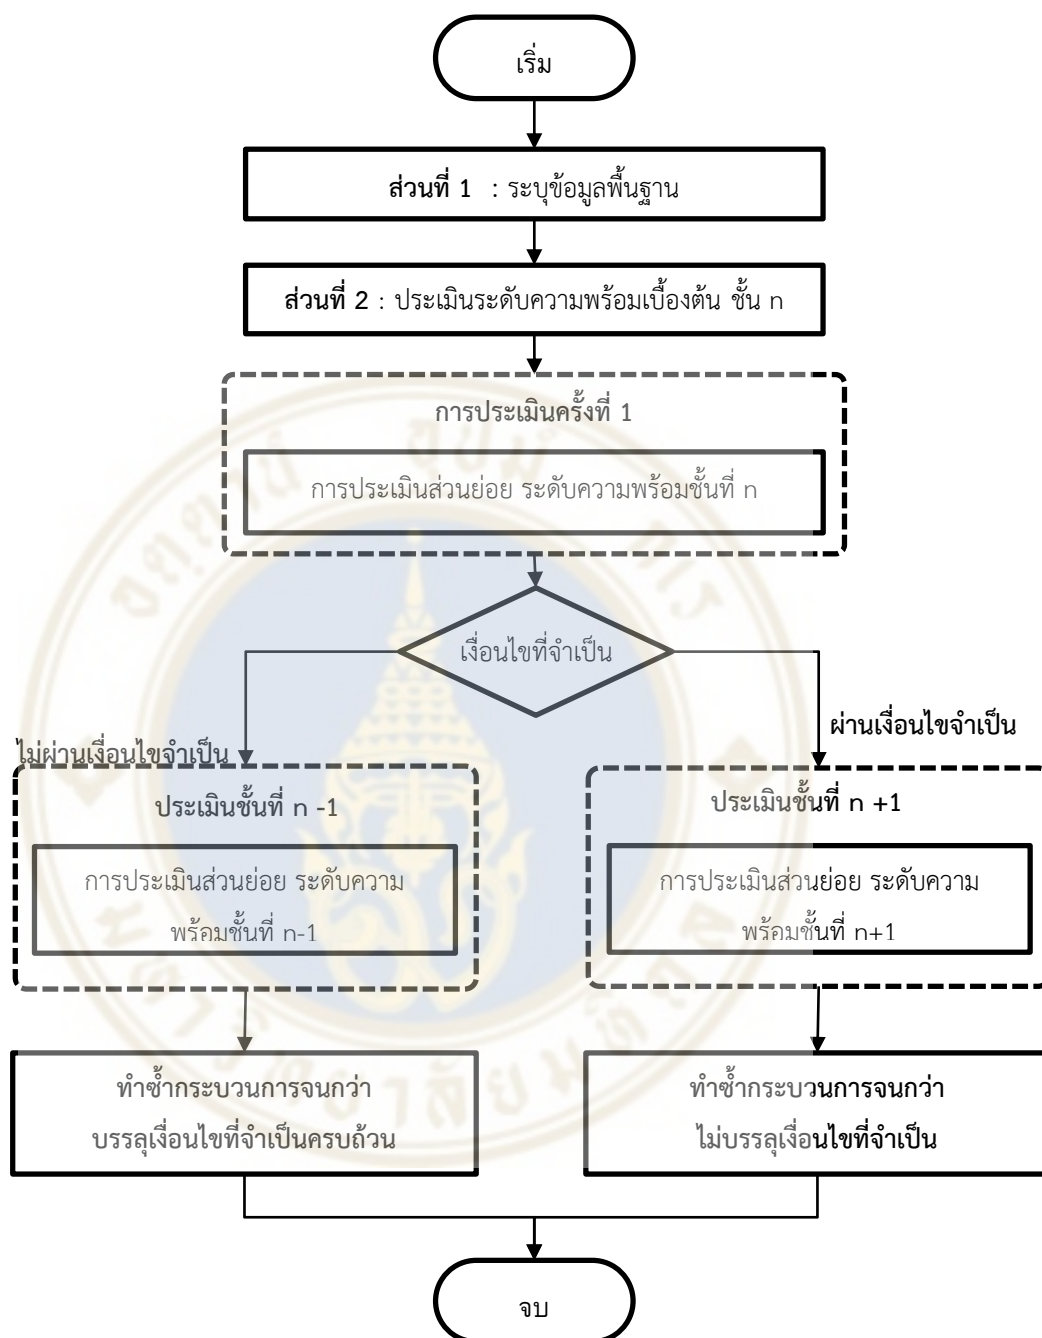 เริ่ม
ส่วนที่ 1 : ระบุข้อมูลพื้นฐาน
ส่วนที่ 2 : ประเมินระดับความพร้อมเบื้องต้น ชั้น n
การประเมินครั้งที่ 1
การประเมินส่วนย่อย ระดับความพร้อมชั้นที่ n
เงื่อนไขที่จำเป็น
ผ่านเงื่อนไขจำเป็น
ไม่ผ่านเงื่อนไขจำเป็น
ประเมินชั้นที่ n -1
การประเมินส่วนย่อย ระดับความ
พร้อมชั้นที่ n-1
ประเมินชั้นที่ n +1
การประเมินส่วนย่อย ระดับความ
พร้อมชั้นที่ n+1
ทำซ้ำกระบวนการจนกว่า
บรรลุเงื่อนไขที่จำเป็นครบถ้วน
ทำซ้ำกระบวนการจนกว่า
ไม่บรรลุเงื่อนไขที่จำเป็น
จบ